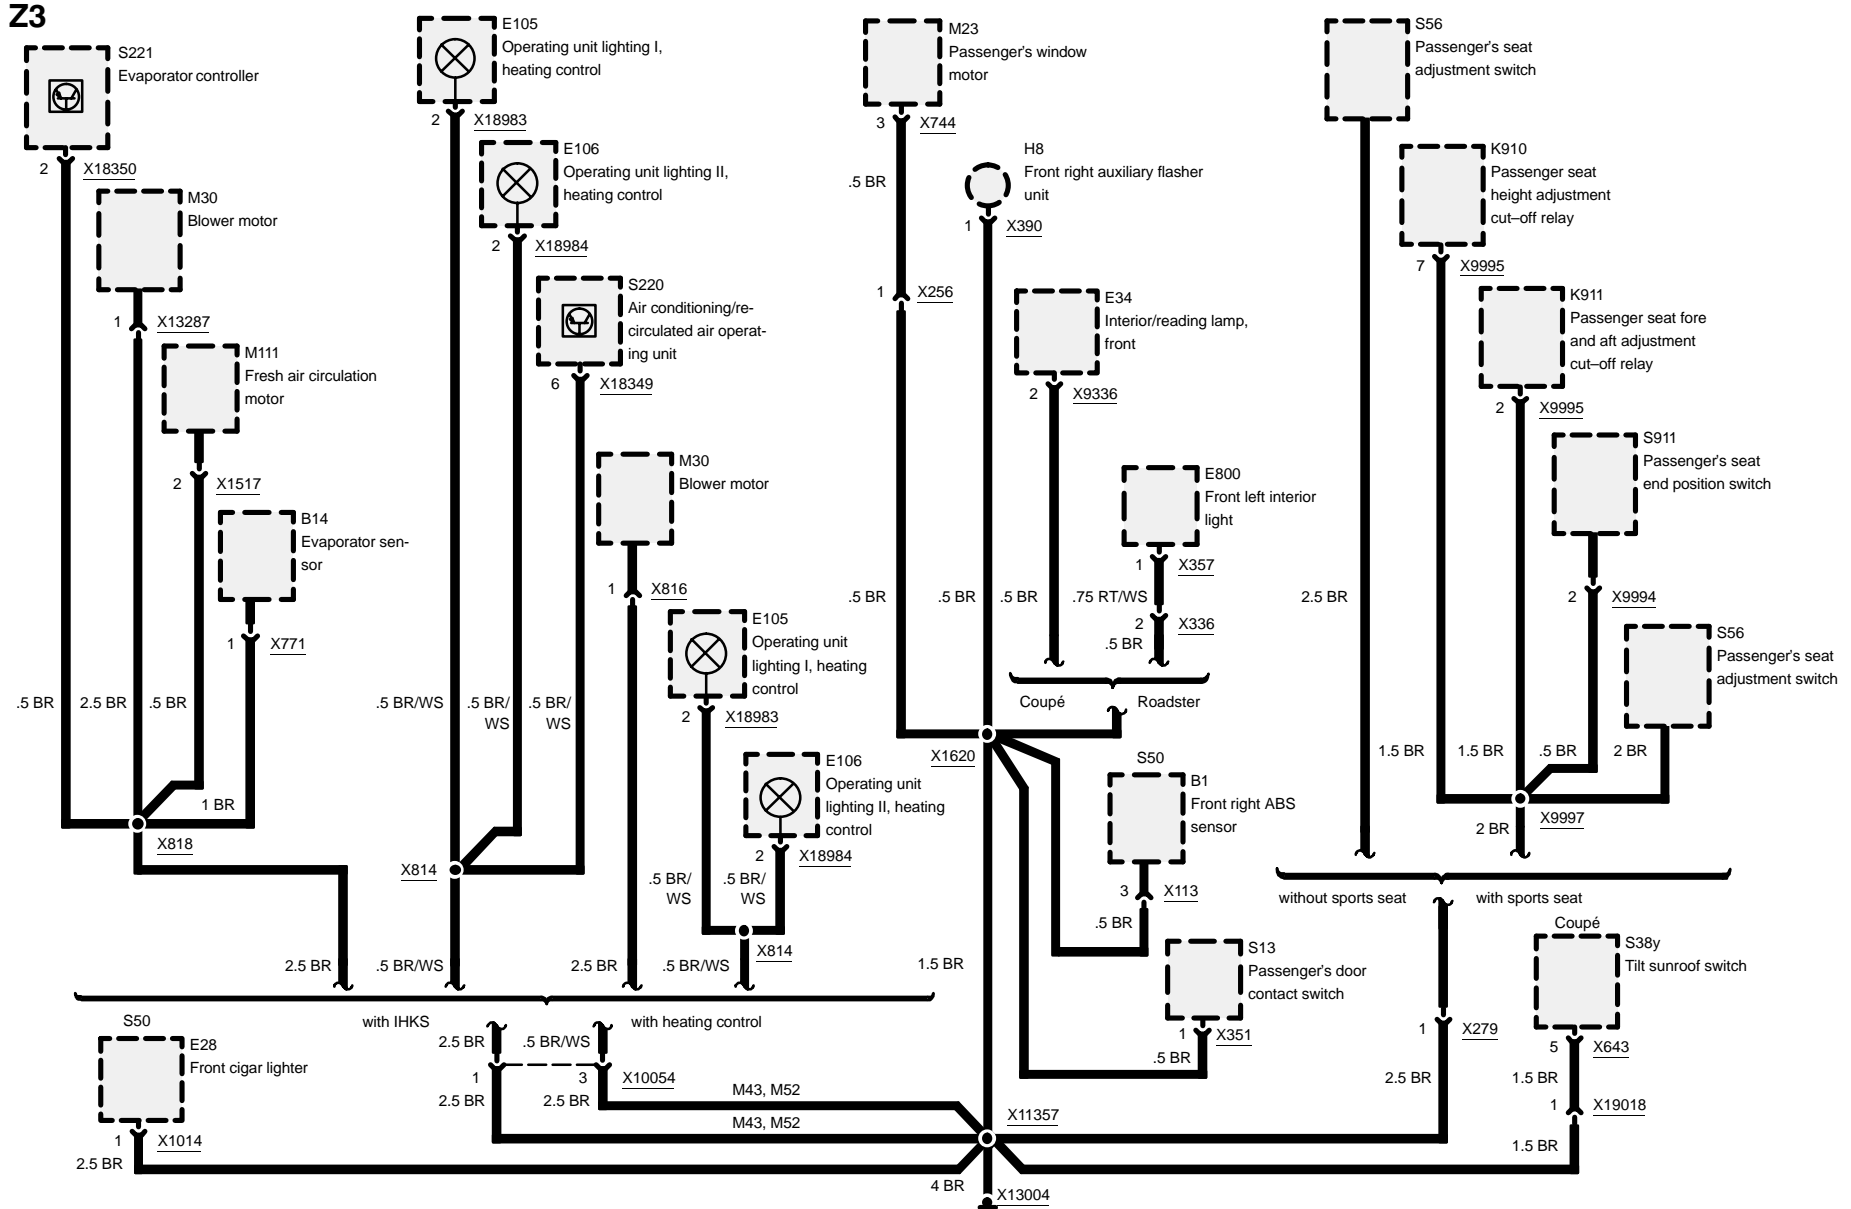 Z3
S221
Evaporator controller
2
X18350
M30
Blower motor
1
X13287
M111
Fresh air circulation
motor
2
X1517
B14
Evaporator sen-
sor
1
X771
.5 BR
2.5 BR
.5 BR
1 BR
X818
2.5 BR
E105
Operating unit lighting I,
heating control
2
X18983
E106
Operating unit lighting II,
heating control
2
X18984
S220
Air conditioning/re-
circulated air operat-
ing unit
6
X18349
M30
Blower motor
1
X816
E105
Operating unit
lighting I, heating
control
2
X18983
E106
Operating unit
lighting II, heating
control
2
X18984
.5 BR/WS
.5 BR/
WS
.5 BR/
WS
X814
.5 BR/
WS
.5 BR/
WS
X814
.5 BR/WS
2.5 BR
.5 BR/WS
with IHKS
with heating control
S50
E28
Front cigar lighter
1
X1014
2.5 BR
2.5 BR
.5 BR/WS
1
3
X10054
2.5 BR
2.5 BR
M43, M52
M43, M52
M23
Passenger's window
motor
3
X744
.5 BR
1
X256
H8
Front right auxiliary flasher
unit
1
X390
E34
Interior/reading lamp,
front
2
X9336
E800
Front left interior
light
1
X357
.5 BR
.5 BR
.5 BR
.75 RT/WS
2
X336
.5 BR
Coupé
Roadster
X1620
S50
B1
Front right ABS
sensor
3
X113
.5 BR
S13
Passenger's door
contact switch
1
X351
.5 BR
1.5 BR
X11357
4 BR
X13004
S56
Passenger's seat
adjustment switch
K910
Passenger seat
height adjustment
cut–off relay
7
X9995
K911
Passenger seat fore
and aft adjustment
cut–off relay
2
X9995
S911
Passenger's seat
end position switch
2
X9994
S56
Passenger's seat
adjustment switch
2.5 BR
1.5 BR
1.5 BR
.5 BR
2 BR
X9997
2 BR
without sports seat
with sports seat
1
X279
2.5 BR
Coupé
S38y
Tilt sunroof switch
5
X643
1.5 BR
1
X19018
1.5 BR